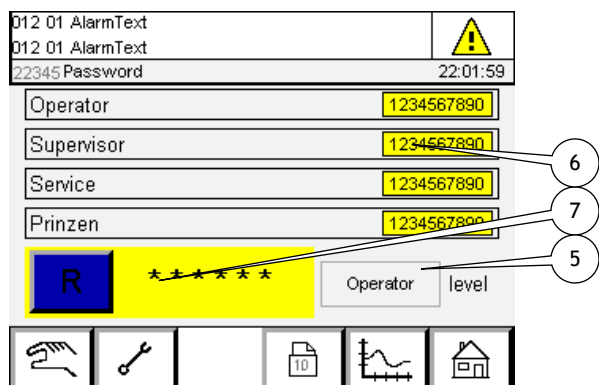 012 01 AlarmText
012 01 AlarmText
22345 Password 22:01:59
Operator 1234567890
Supervisor 1234567890
6
Service 1234567890
7
Prinzen 1234567890
5
R ****** Operator level
10